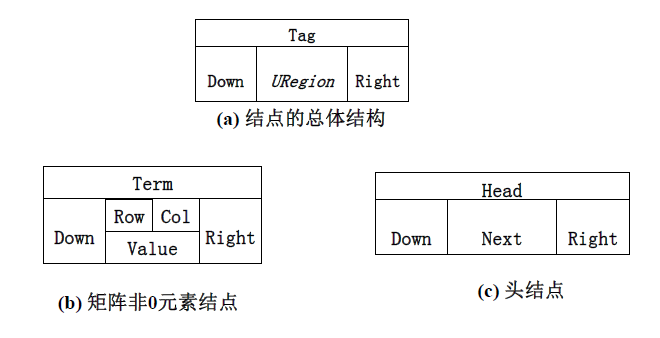 Tag
Down URegion Right
(a) 结点的总体结构
Term
Down Row Col Right
Value
(b) 矩阵非0元素结点
Head
Down Next Right
(c) 头结点